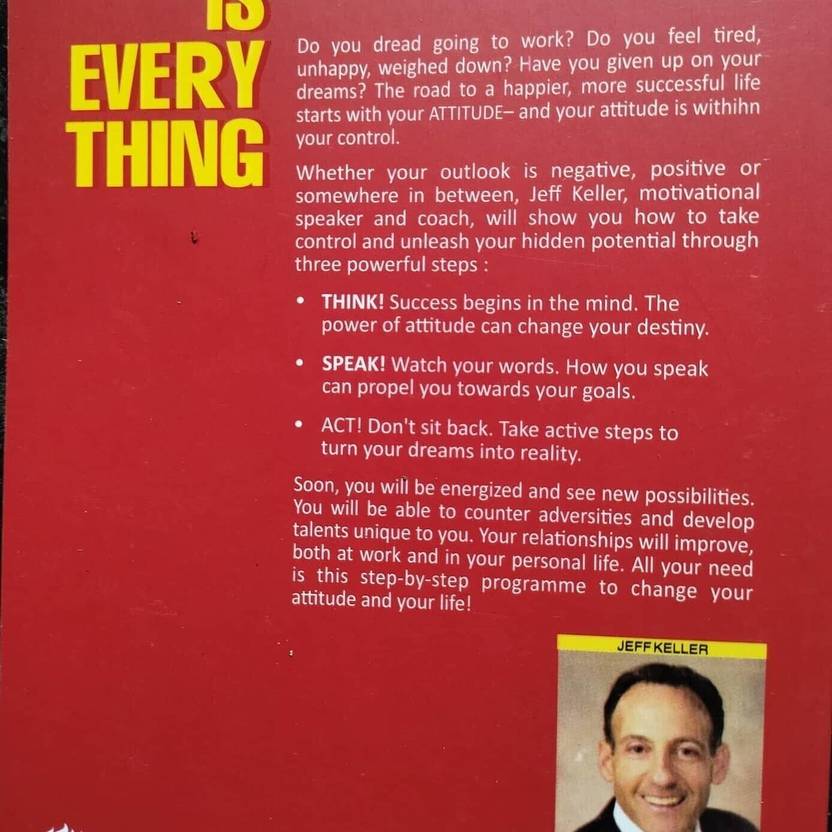 IS
EVERY
THING
Do you dread going to work? Do you feel tired,
unhappy, weighed down? Have you given up on your
dreams? The road to a happier, more successful life
starts with your ATTITUDE– and your attitude is withihn
your control.
Whether your outlook is negative, positive or
somewhere in between, Jeff Keller, motivational
speaker and coach, will show you how to take
control and unleash your hidden potential through
three powerful steps :
• THINK! Success begins in the mind. The
power of attitude can change your destiny.
• SPEAK! Watch your words. How you speak
can propel you towards your goals.
• ACT! Don't sit back. Take active steps to
turn your dreams into reality.
Soon, you will be energized and see new possibilities.
You will be able to counter adversities and develop
talents unique to you. Your relationships will improve,
both at work and in your personal life. All your need
is this step-by-step programme to change your
attitude and your life!
JEFF KELLER